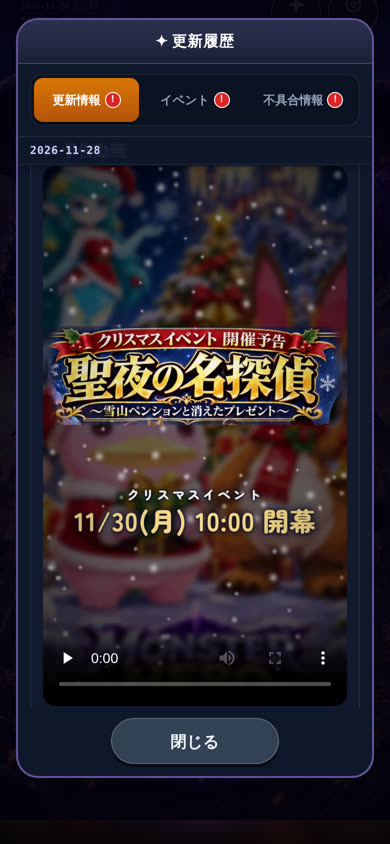 ✦ 更新履歴
更新情報 !
イベント !
不具合情報 !
2026-11-28
クリスマスイベント 開催予告
聖夜の名探偵
～雪山ペンションと消えたプレゼント～
クリスマスイベント
11/30(月) 10:00 開幕
MONSTER
0:00
閉じる